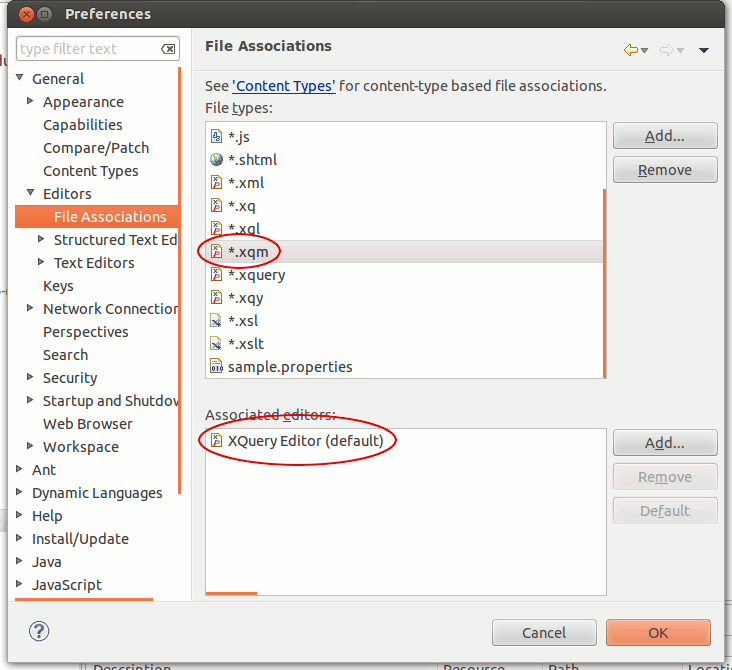 Preferences
type filter text
General
Appearance
Capabilities
Compare/Patch
Content Types
Editors
File Associations
Structured Text Ed
Text Editors
Keys
Network Connection
Perspectives
Search
Security
Startup and Shutdov
Web Browser
Workspace
Ant
Dynamic Languages
Help
Install/Update
Java
JavaScript
File Associations
See 'Content Types' for content-type based file associations.
File types:
*.js
*.shtml
*.xml
*.xq
*.xql
*.xqm
*.xquery
*.xqy
*.xsl
*.xslt
sample.properties
Add...
Remove
Associated editors:
XQuery Editor (default)
Add...
Remove
Default
?
Cancel
OK
Description
Resource
Path
Locati